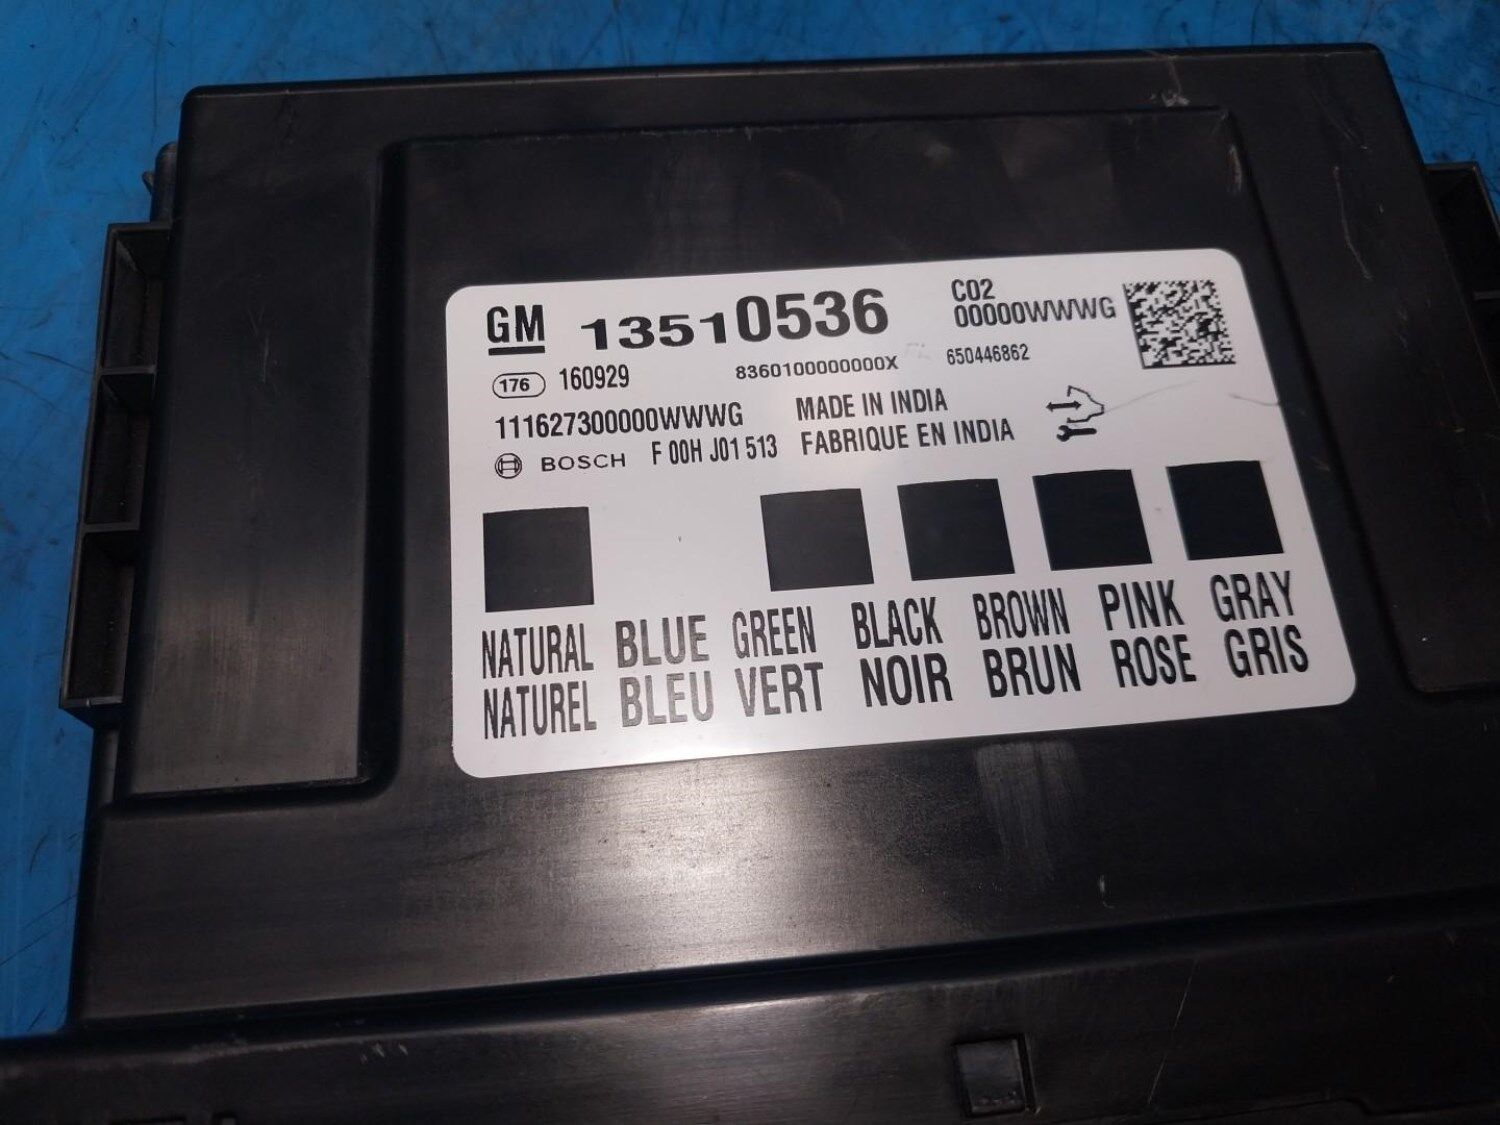 GM 13510536 C02
00000WWWG
176 160929 8360100000000X 650446862
111627300000WWWG MADE IN INDIA
BOSCH F 00H J01 513 FABRIQUE EN INDIA
NATURAL BLUE GREEN BLACK BROWN PINK GRAY
NATUREL BLEU VERT NOIR BRUN ROSE GRIS